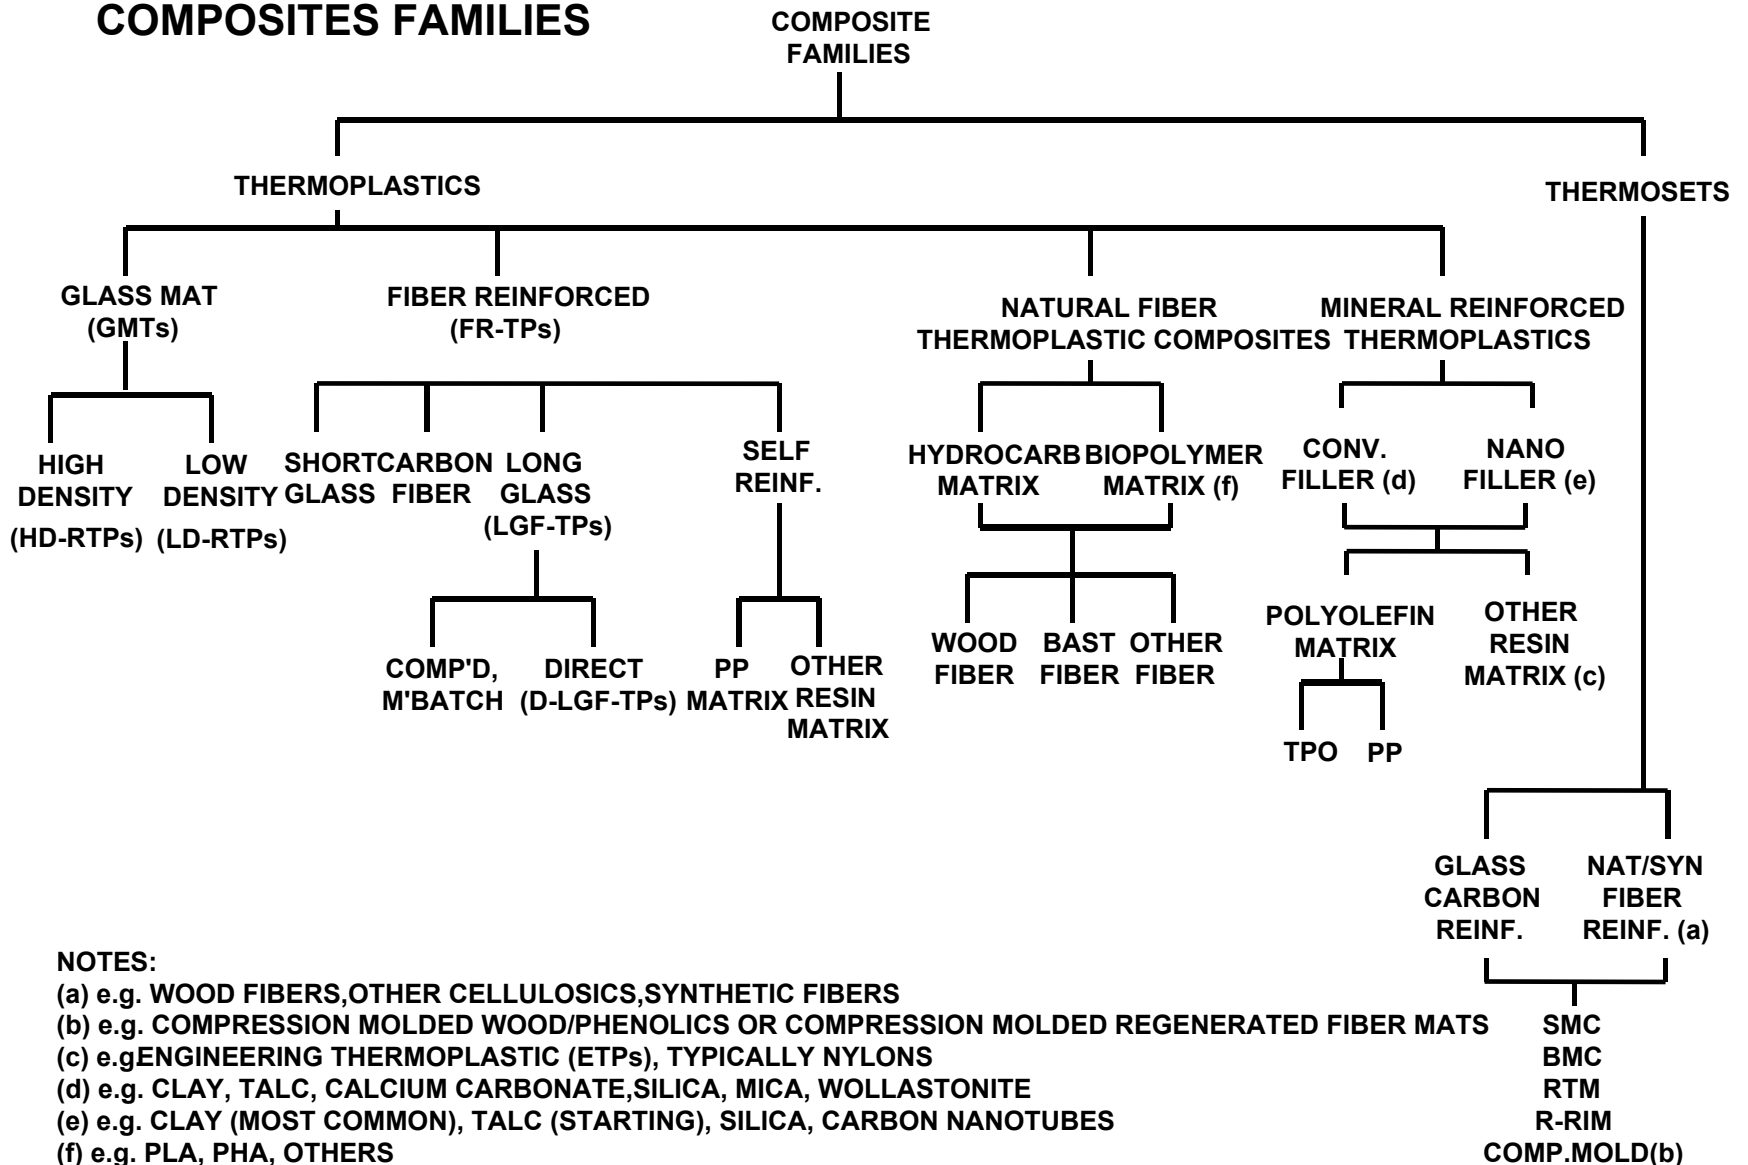 COMPOSITES FAMILIES
COMPOSITE
FAMILIES
THERMOPLASTICS
THERMOSETS
GLASS MAT
(GMTs)
FIBER REINFORCED
(FR-TPs)
NATURAL FIBER
THERMOPLASTIC COMPOSITES
MINERAL REINFORCED
THERMOPLASTICS
HIGH
DENSITY
(HD-RTPs)
LOW
DENSITY
(LD-RTPs)
SHORT
GLASS
CARBON
FIBER
LONG
GLASS
(LGF-TPs)
SELF
REINF.
HYDROCARB
MATRIX
BIOPOLYMER
MATRIX (f)
CONV.
FILLER (d)
NANO
FILLER (e)
COMP'D,
M'BATCH
DIRECT
(D-LGF-TPs)
PP
MATRIX
OTHER
RESIN
MATRIX
WOOD
FIBER
BAST
FIBER
OTHER
FIBER
POLYOLEFIN
MATRIX
OTHER
RESIN
MATRIX (c)
TPO
PP
GLASS
CARBON
REINF.
NAT/SYN
FIBER
REINF. (a)
SMC
BMC
RTM
R-RIM
COMP.MOLD(b)
NOTES:
(a) e.g. WOOD FIBERS,OTHER CELLULOSICS,SYNTHETIC FIBERS
(b) e.g. COMPRESSION MOLDED WOOD/PHENOLICS OR COMPRESSION MOLDED REGENERATED FIBER MATS
(c) e.g.ENGINEERING THERMOPLASTIC (ETPs), TYPICALLY NYLONS
(d) e.g. CLAY, TALC, CALCIUM CARBONATE,SILICA, MICA, WOLLASTONITE
(e) e.g. CLAY (MOST COMMON), TALC (STARTING), SILICA, CARBON NANOTUBES
(f) e.g. PLA, PHA, OTHERS